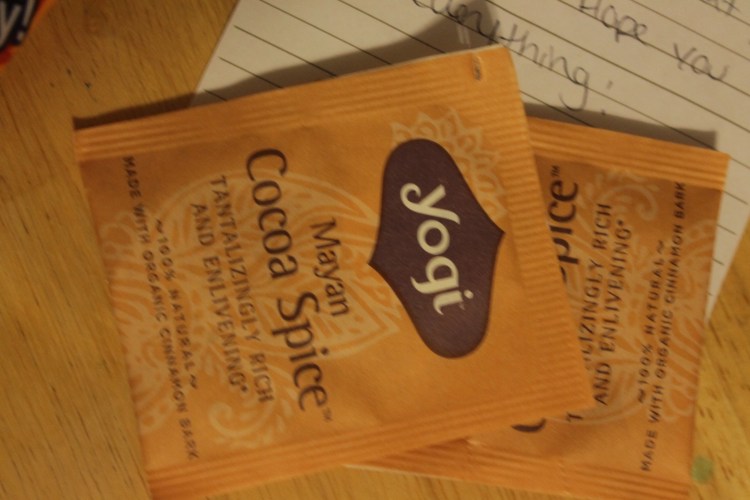 y!
Hope you
everything!
yogi
Mayan
Cocoa Spice™
TANTALIZINGLY RICH
AND ENLIVENING*
~100% NATURAL~
MADE WITH ORGANIC CINNAMON BARK
Spice™
TANTALIZINGLY RICH
AND ENLIVENING*
~100% NATURAL~
MADE WITH ORGANIC CINNAMON BARK